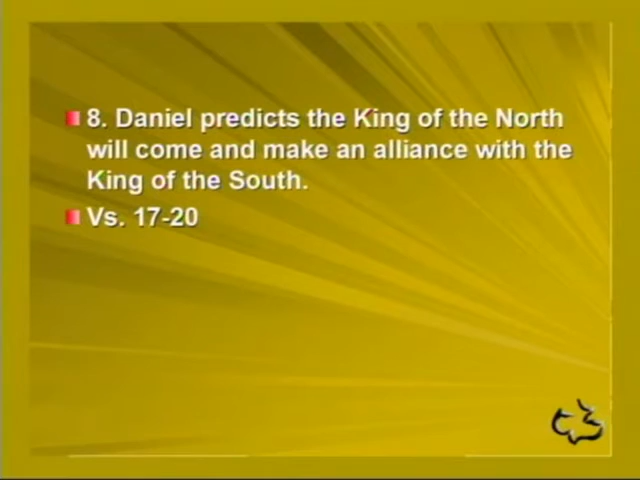 8. Daniel predicts the King of the North
will come and make an alliance with the
King of the South.
Vs. 17-20